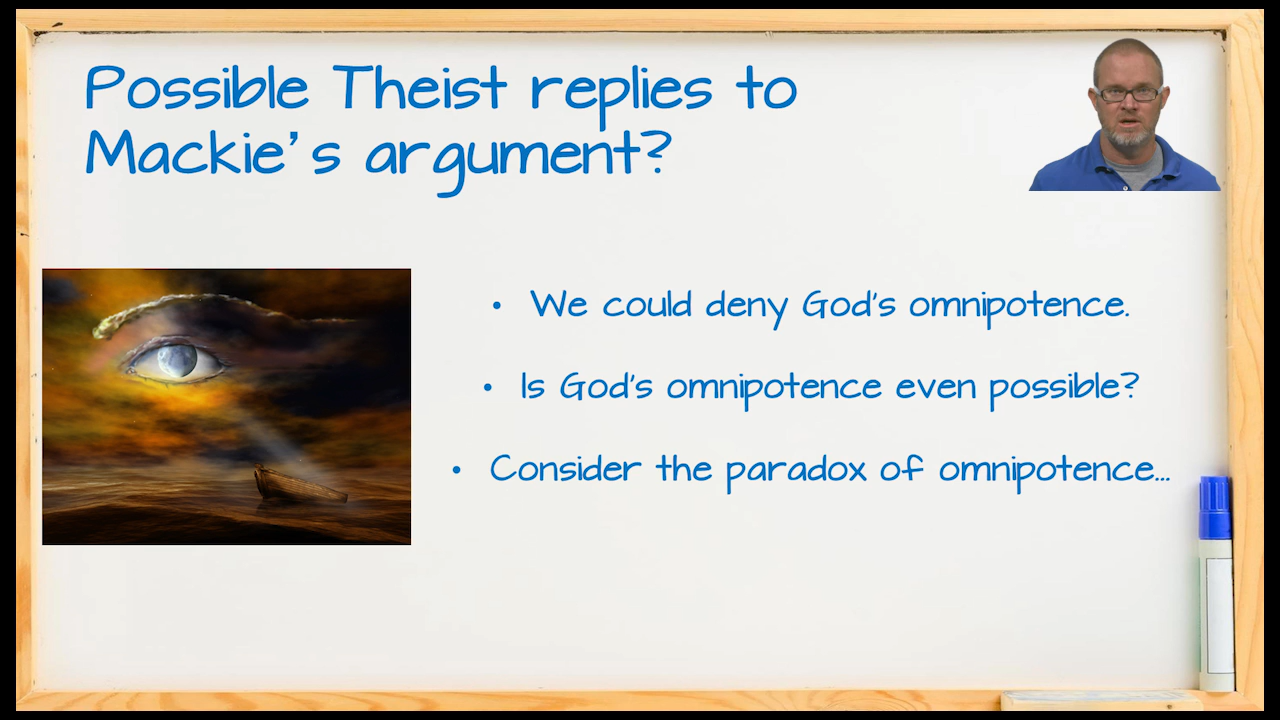 Possible Theist replies to
Mackie's argument?
• We could deny God's omnipotence.
• Is God's omnipotence even possible?
• Consider the paradox of omnipotence...